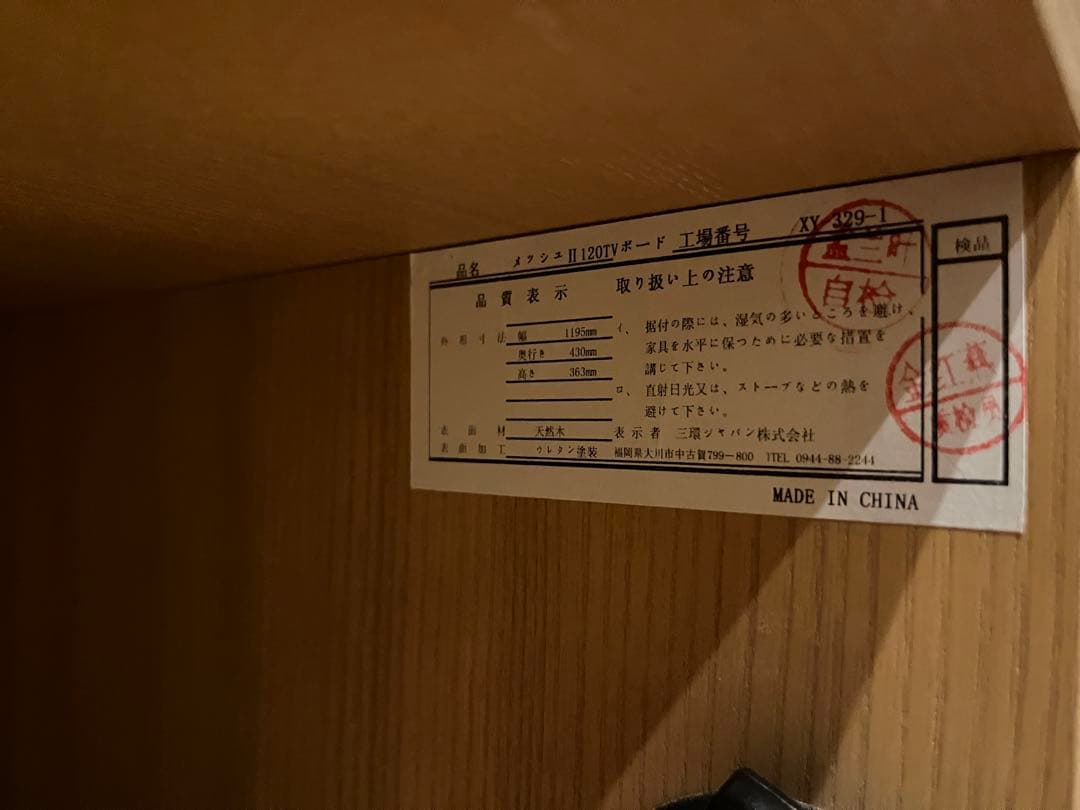 品名 メッシュⅡ120TVボード 工場番号 XY-329-1
検品
品質表示 取り扱い上の注意
自検
外形寸法 幅 1195mm
奥行き 430mm
高さ 363mm
イ、据付の際には、湿気の多いところを避け、
家具を水平に保つために必要な措置を
講じて下さい。
ロ、直射日光又は、ストーブなどの熱を
避けて下さい。
表面材 天然木
表面加工 ウレタン塗装
表示者 三環ジャパン株式会社
福岡県大川市中古賀799-800 )TEL 0944-88-2244
MADE IN CHINA